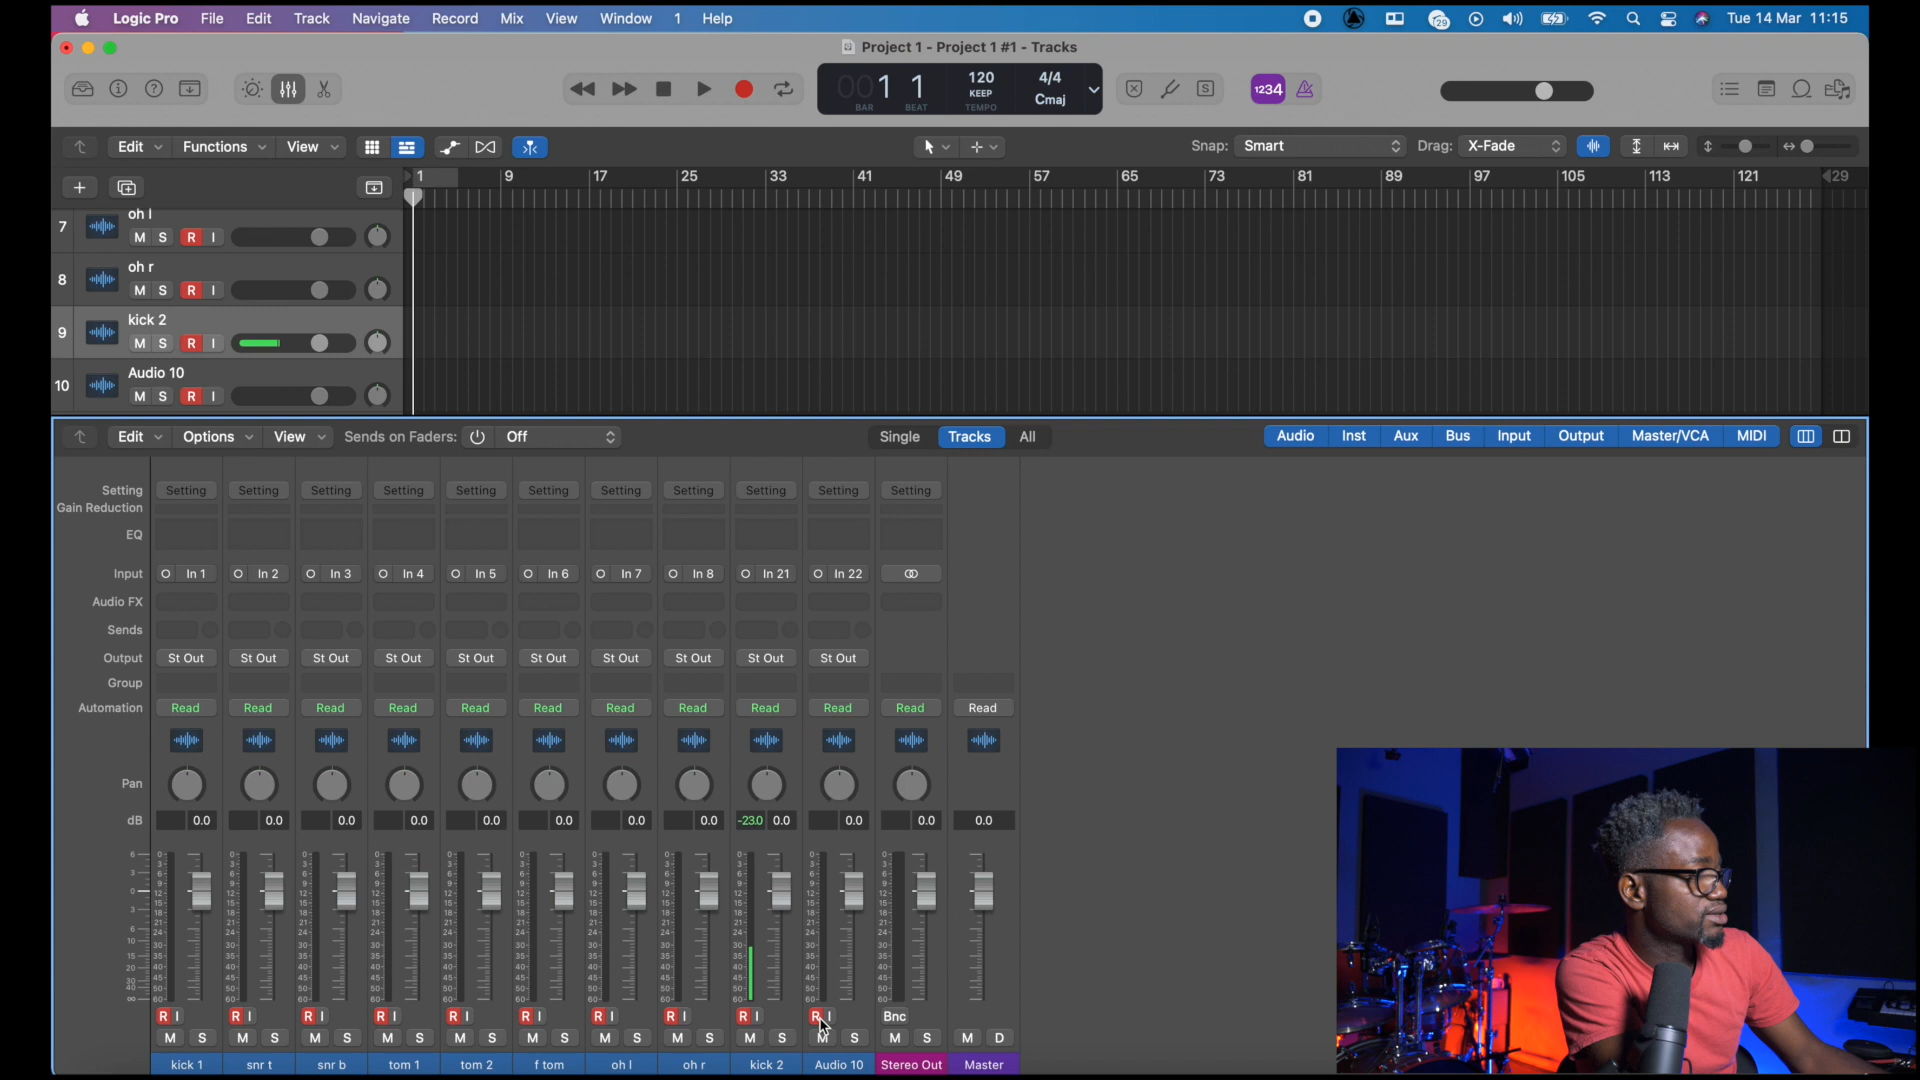 Logic Pro File Edit Track Navigate Record Mix View Window 1 Help 29 Tue 14 Mar 11:15
Project 1 - Project 1 #1 - Tracks
001 1 120 KEEP 4/4 Cmaj 1234
BAR BEAT TEMPO
Edit Functions View Snap: Smart Drag: X-Fade
1 9 17 25 33 41 49 57 65 73 81 89 97 105 113 121 129
7 oh l
M S R I
8 oh r
M S R I
9 kick 2
M S R I
10 Audio 10
M S R I
Edit Options View Sends on Faders: Off Single Tracks All Audio Inst Aux Bus Input Output Master/VCA MIDI
Setting Setting Setting Setting Setting Setting Setting Setting Setting Setting Setting Setting
Gain Reduction
EQ
Input In 1 In 2 In 3 In 4 In 5 In 6 In 7 In 8 In 21 In 22
Audio FX
Sends
Output St Out St Out St Out St Out St Out St Out St Out St Out St Out St Out
Group
Automation Read Read Read Read Read Read Read Read Read Read Read Read
Pan
dB 0.0 0.0 0.0 0.0 0.0 0.0 0.0 0.0 -23.0 0.0 0.0 0.0 0.0
R I R I R I R I R I R I R I R I R I R I Bnc
M S M S M S M S M S M S M S M S M S M S M S M D
kick 1 snr t snr b tom 1 tom 2 f tom oh l oh r kick 2 Audio 10 Stereo Out Master